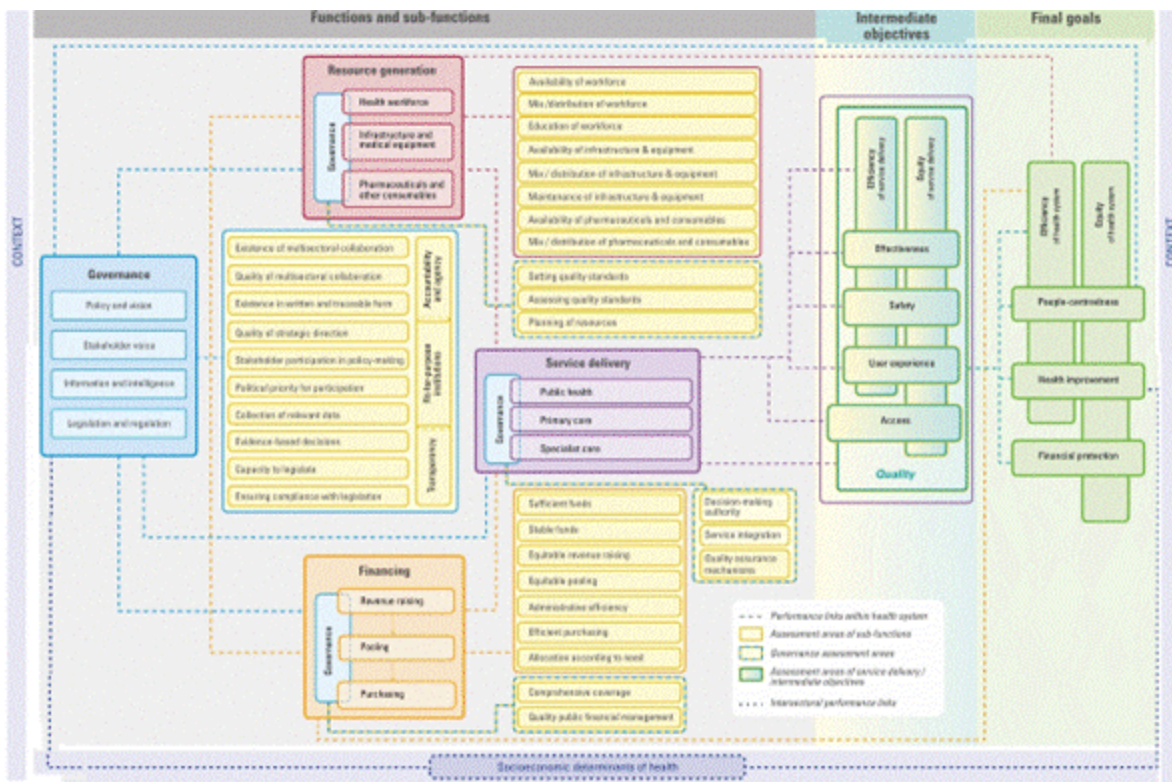 Functions and sub-functions
Intermediate
objectives
Final goals
CONTEXT
CONTEXT
Resource generation
Governance
Health workforce
Infrastructure and
medical equipment
Pharmaceuticals and
other consumables
Availability of workforce
Mix /distribution of workforce
Education of workforce
Availability of infrastructure & equipment
Mix / distribution of infrastructure & equipment
Maintenance of infrastructure & equipment
Availability of pharmaceuticals and consumables
Mix / distribution of pharmaceuticals and consumables
Setting quality standards
Assessing quality standards
Planning of resources
Governance
Policy and vision
Stakeholder voice
Information and intelligence
Legislation and regulation
Existence of multisectoral collaboration
Quality of multisectoral collaboration
Existence in written and traceable form
Quality of strategic direction
Stakeholder participation in policy-making
Political priority for participation
Collection of relevant data
Evidence-based decisions
Capacity to legislate
Ensuring compliance with legislation
Accountability
and agency
Fit-for-purpose
institutions
Transparency
Service delivery
Governance
Public health
Primary care
Specialist care
Decision-making
authority
Service integration
Quality assurance
mechanisms
Financing
Governance
Revenue raising
Pooling
Purchasing
Sufficient funds
Stable funds
Equitable revenue raising
Equitable pooling
Administrative efficiency
Efficient purchasing
Allocation according to need
Comprehensive coverage
Quality public financial management
Efficiency
of service delivery
Equity
of service delivery
Effectiveness
Safety
User experience
Access
Quality
Efficiency
of health system
Equity
of health system
People-centredness
Health improvement
Financial protection
Performance links within health system
Assessment areas of sub-functions
Governance assessment areas
Assessment areas of service delivery /
intermediate objectives
Intersectoral performance links
Socioeconomic determinants of health